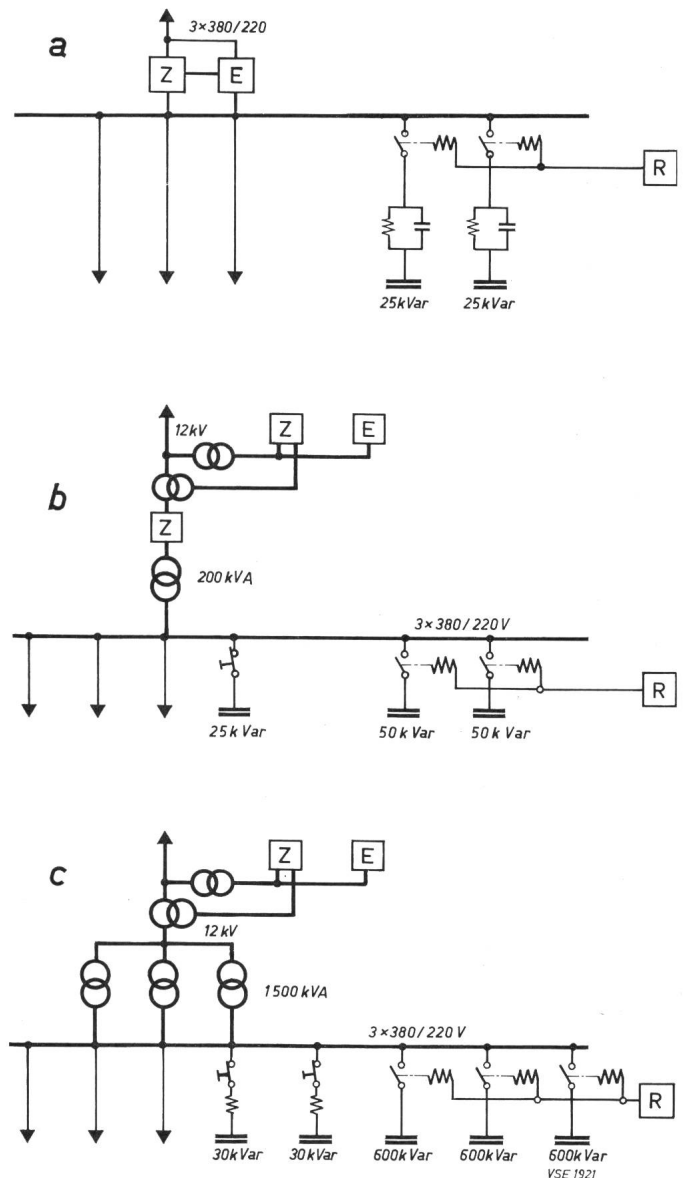 a
3×380/220
Z E
R
25kVar 25kVar
b
12kV
Z E
Z
200kVA
3×380/220V
R
25kVar 50kVar 50kVar
c
Z E
12kV
1500kVA
3×380/220V
R
30kVar 30kVar 600kVar 600kVar 600kVar
VSE 1921